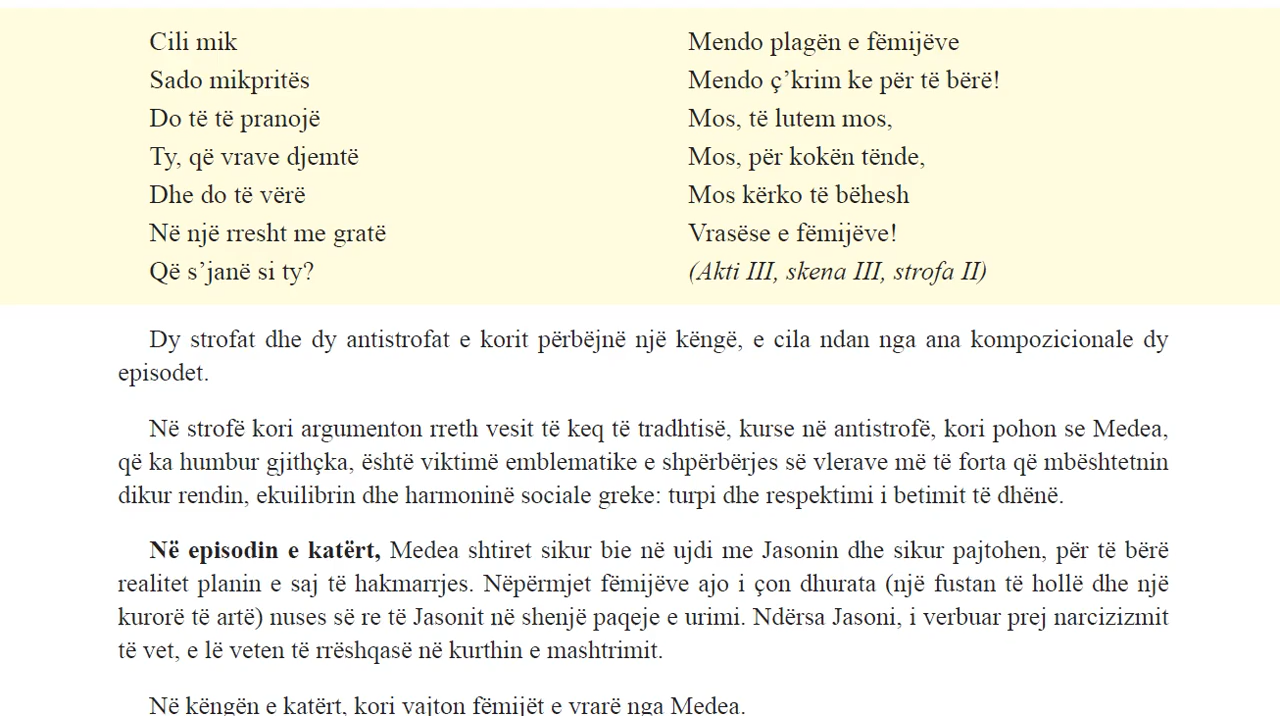 Cili mik
Sado mikpritës
Do të të pranojë
Ty, që vrave djemtë
Dhe do të vërë
Në një rresht me gratë
Që s’janë si ty?
Mendo plagën e fëmijëve
Mendo ç’krim ke për të bërë!
Mos, të lutem mos,
Mos, për kokën tënde,
Mos kërko të bëhesh
Vrasëse e fëmijëve!
(Akti III, skena III, strofa II)
Dy strofat dhe dy antistrofat e korit përbëjnë një këngë, e cila ndan nga ana kompozicionale dy
episodet.
Në strofë kori argumenton rreth vesit të keq të tradhtisë, kurse në antistrofë, kori pohon se Medea,
që ka humbur gjithçka, është viktimë emblematike e shpërbërjes së vlerave më të forta që mbështetnin
dikur rendin, ekuilibrin dhe harmoninë sociale greke: turpi dhe respektimi i betimit të dhënë.
Në episodin e katërt, Medea shtiret sikur bie në ujdi me Jasonin dhe sikur pajtohen, për të bërë
realitet planin e saj të hakmarrjes. Nëpërmjet fëmijëve ajo i çon dhurata (një fustan të hollë dhe një
kurorë të artë) nuses së re të Jasonit në shenjë paqeje e urimi. Ndërsa Jasoni, i verbuar prej narcizizmit
të vet, e lë veten të rrëshqasë në kurthin e mashtrimit.
Në këngën e katërt, kori vajton fëmijët e vrarë nga Medea.